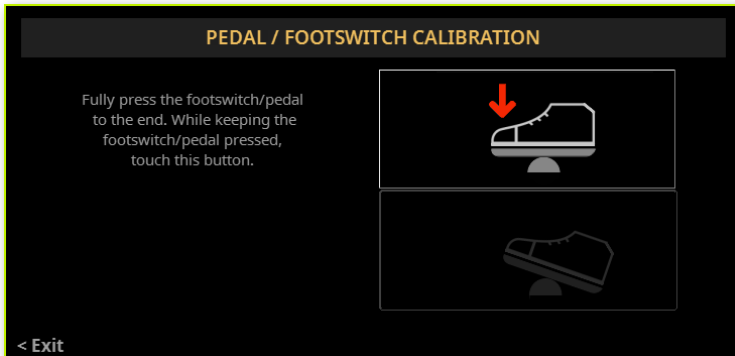 PEDAL / FOOTSWITCH CALIBRATION
Fully press the footswitch/pedal
to the end. While keeping the
footswitch/pedal pressed,
touch this button.
< Exit